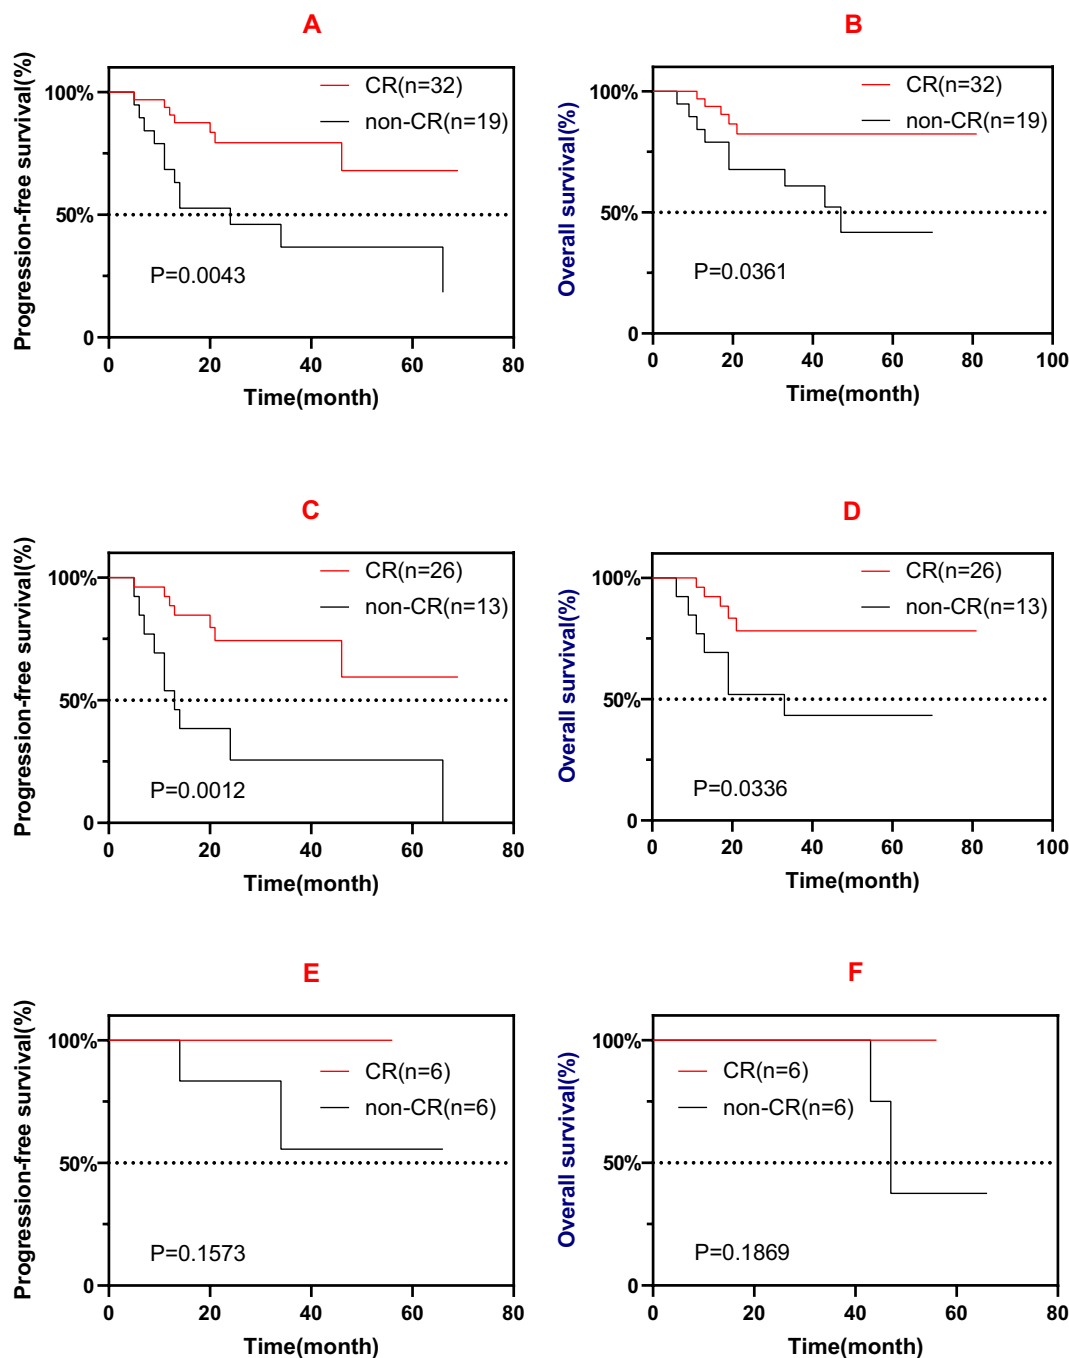 A
Progression-free survival(%)
100%
50%
0
CR(n=32)
non-CR(n=19)
P=0.0043
0 20 40 60 80
Time(month)
B
Overall survival(%)
100%
50%
0
CR(n=32)
non-CR(n=19)
P=0.0361
0 20 40 60 80 100
Time(month)
C
Progression-free survival(%)
100%
50%
0
CR(n=26)
non-CR(n=13)
P=0.0012
0 20 40 60 80
Time(month)
D
Overall survival(%)
100%
50%
0
CR(n=26)
non-CR(n=13)
P=0.0336
0 20 40 60 80 100
Time(month)
E
Progression-free survival(%)
100%
50%
0
CR(n=6)
non-CR(n=6)
P=0.1573
0 20 40 60 80
Time(month)
F
Overall survival(%)
100%
50%
0
CR(n=6)
non-CR(n=6)
P=0.1869
0 20 40 60 80
Time(month)